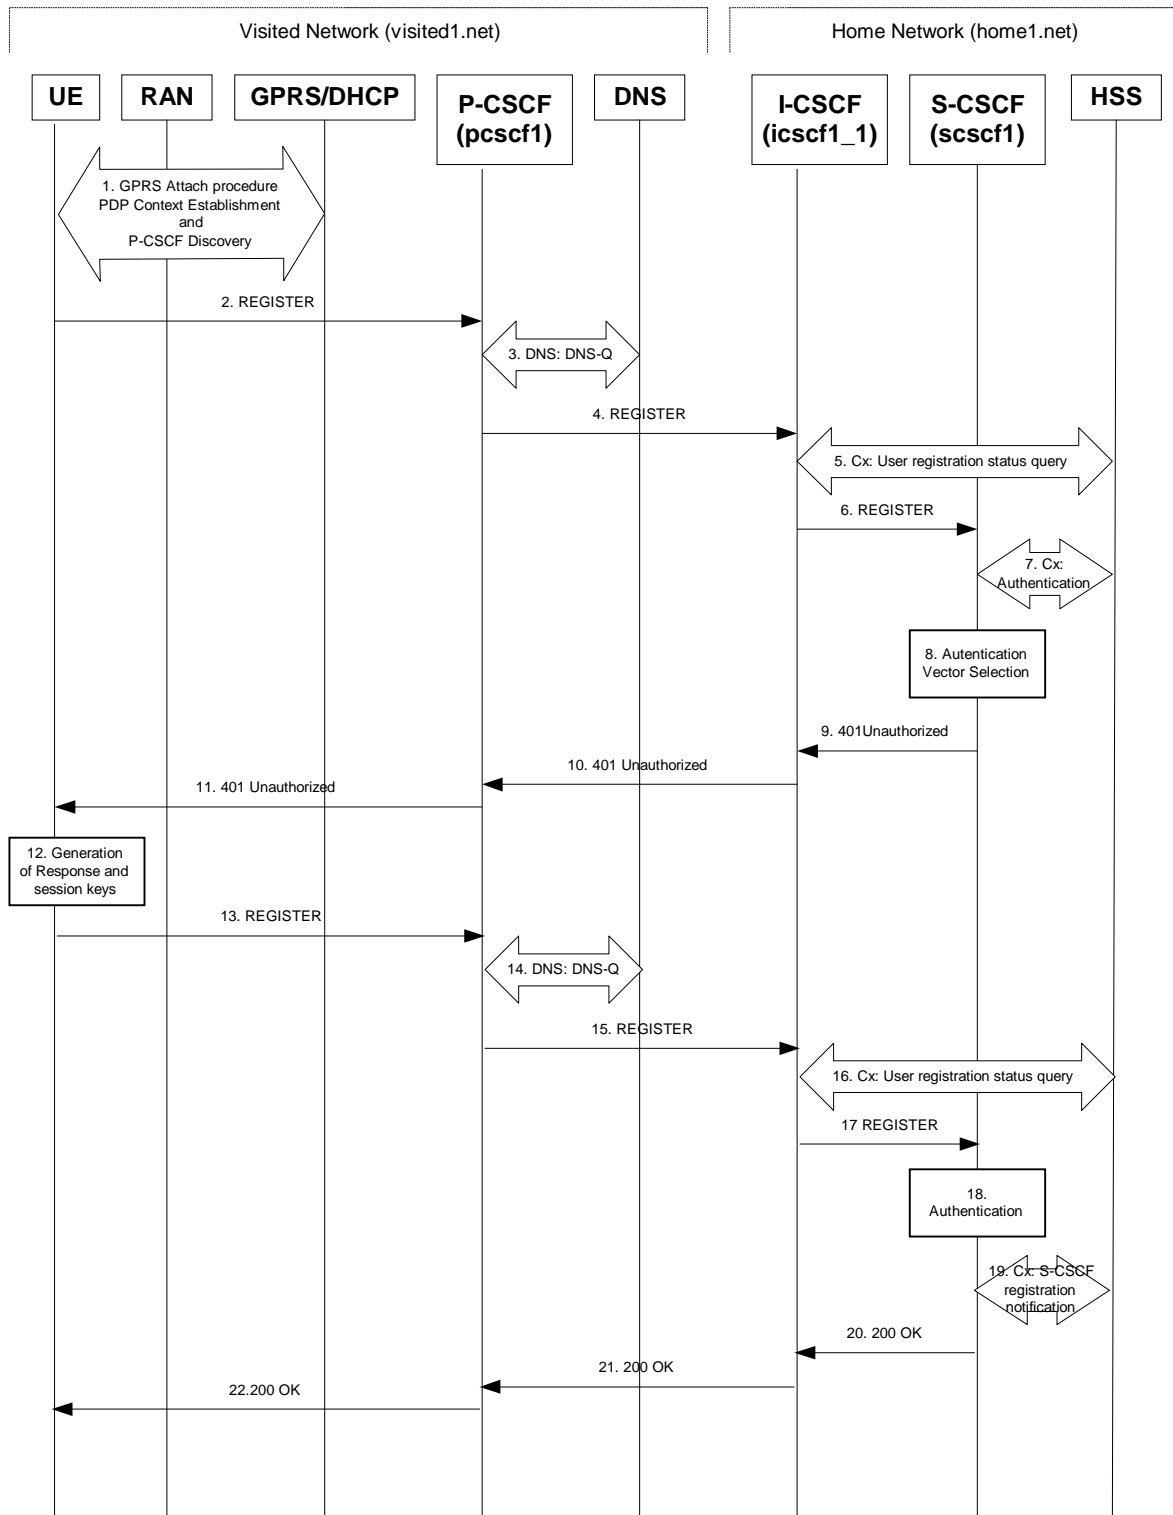 Visited Network (visited1.net)
Home Network (home1.net)
UE
RAN
GPRS/DHCP
P-CSCF
(pcscf1)
DNS
I-CSCF
(icscf1_1)
S-CSCF
(scscf1)
HSS
1. GPRS Attach procedure
PDP Context Establishment
and
P-CSCF Discovery
2. REGISTER
3. DNS: DNS-Q
4. REGISTER
5. Cx: User registration status query
6. REGISTER
7. Cx:
Authentication
8. Autentication
Vector Selection
9. 401Unauthorized
10. 401 Unauthorized
11. 401 Unauthorized
12. Generation
of Response and
session keys
13. REGISTER
14. DNS: DNS-Q
15. REGISTER
16. Cx: User registration status query
17 REGISTER
18.
Authentication
19. Cx: S-CSCF
registration
notification
20. 200 OK
21. 200 OK
22.200 OK